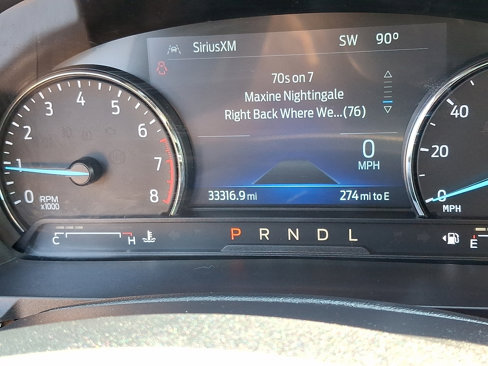 SiriusXM
SW 90°
70s on 7
Maxine Nightingale
Right Back Where We...(76)
0
MPH
33316.9 mi
274 mi to E
0
1
2
3
4
5
6
7
8
RPM
x1000
40
20
0
MPH
C
H
P R N D L
E